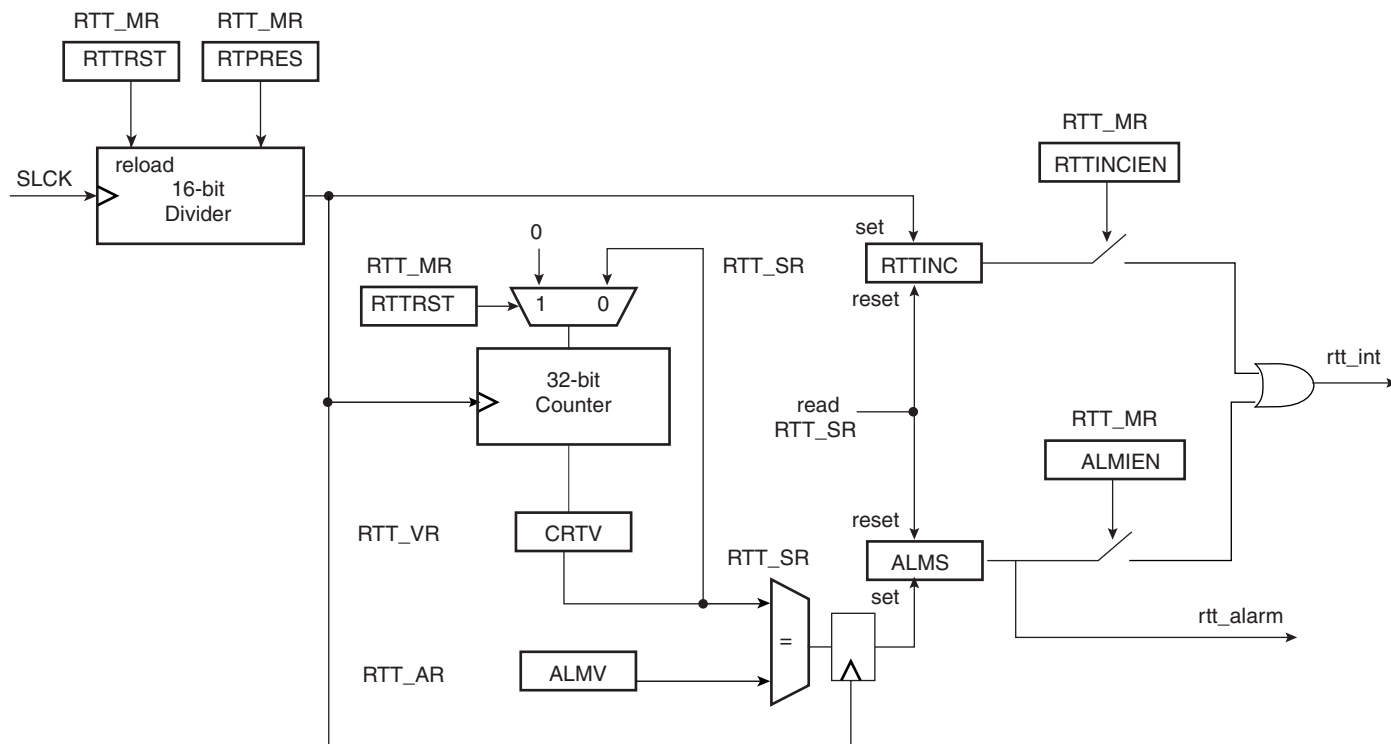 RTT_MR
RTTRST
RTT_MR
RTPRES
reload
16-bit
Divider
SLCK
RTT_MR
RTTINCIEN
0
set
RTTINC
reset
RTT_SR
RTT_MR
RTTRST
1 0
32-bit
Counter
read
RTT_SR
rtt_int
RTT_MR
ALMIEN
reset
ALMS
set
RTT_VR
CRTV
RTT_SR
=
rtt_alarm
RTT_AR
ALMV